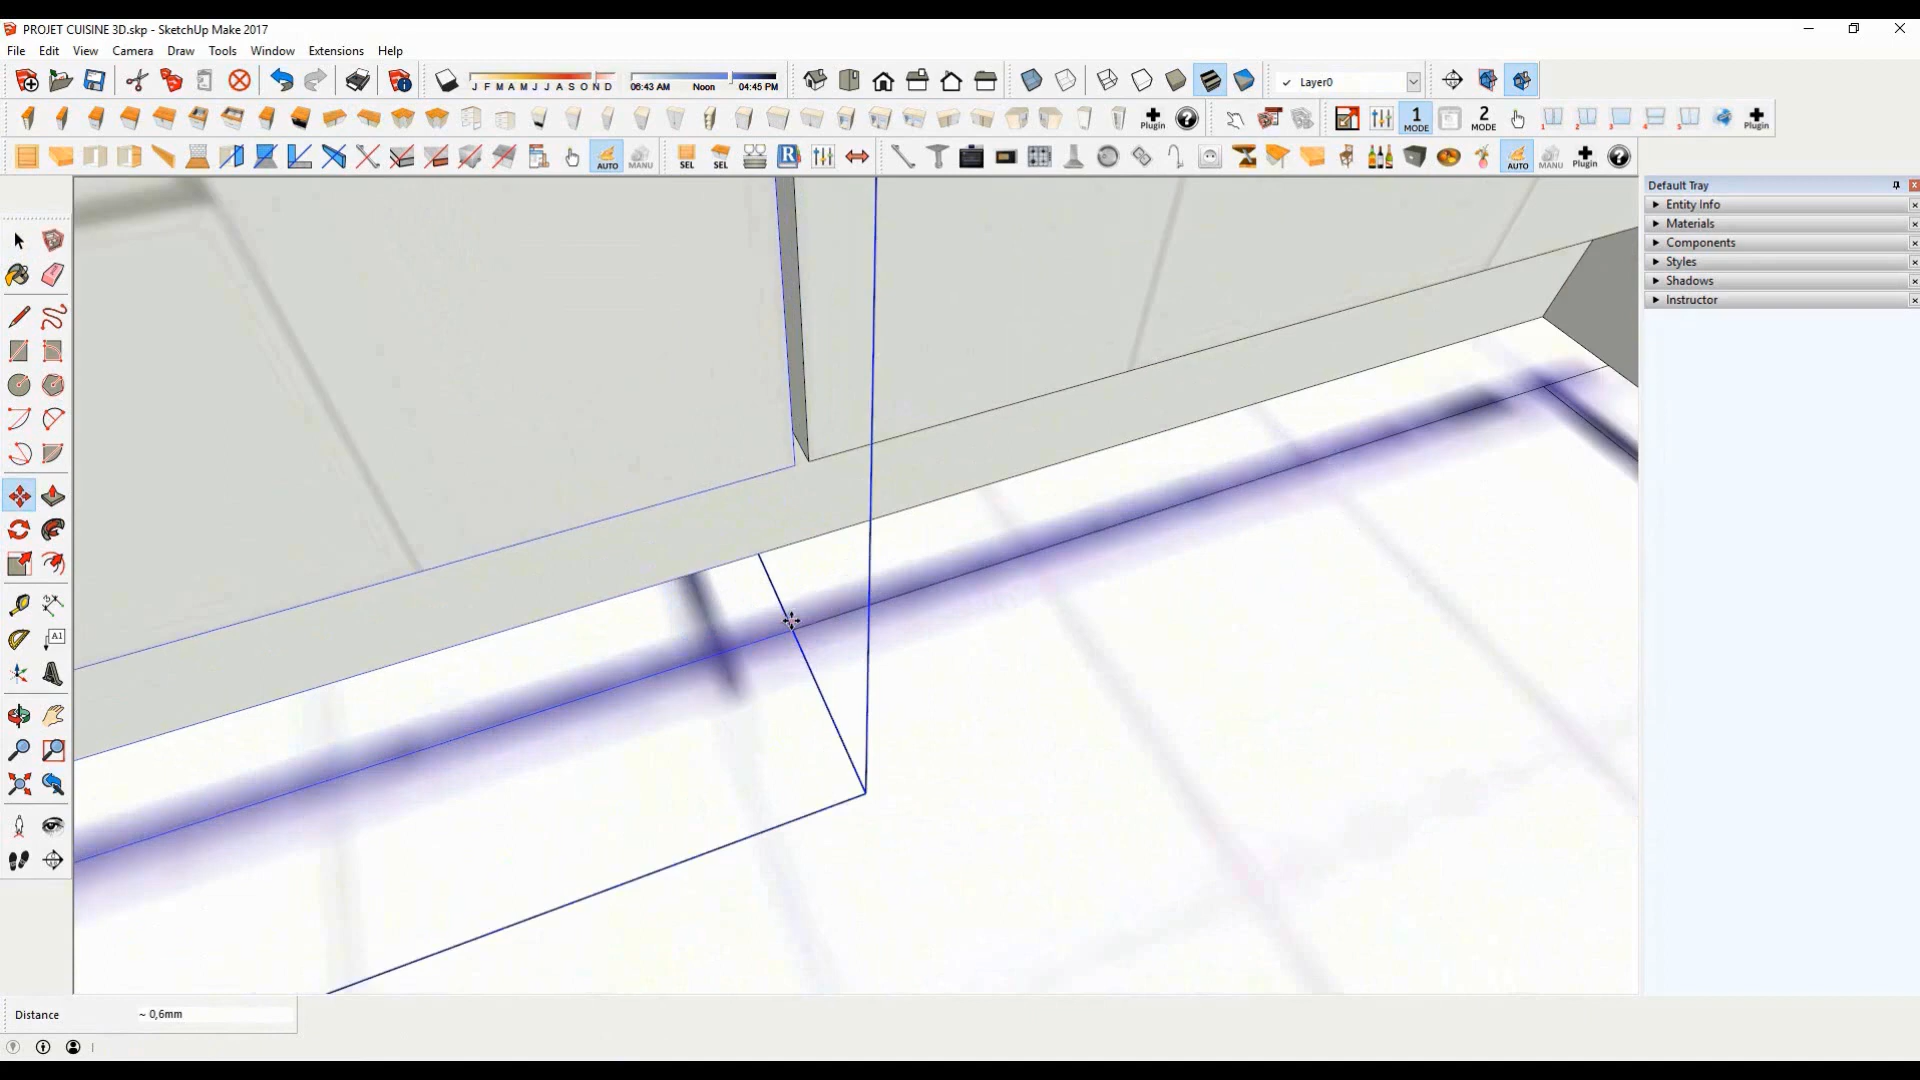 PROJET CUISINE 3D.skp - SketchUp Make 2017
File Edit View Camera Draw Tools Window Extensions Help
J F M A M J J A S O N D 06:43 AM Noon 04:45 PM Layer0
Plugin 1 MODE 2 MODE Plugin
AUTO MANU SEL SEL R AUTO MANU Plugin
Default Tray
Entity Info
Materials
Components
Styles
Shadows
Instructor
A1
Distance ~ 0,6mm